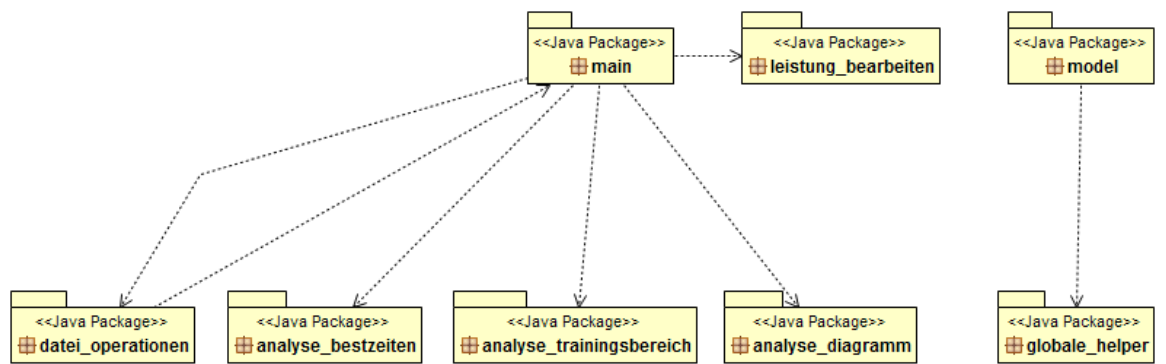 <<Java Package>>
main
<<Java Package>>
leistung_bearbeiten
<<Java Package>>
model
<<Java Package>>
datei_operationen
<<Java Package>>
analyse_bestzeiten
<<Java Package>>
analyse_trainingsbereich
<<Java Package>>
analyse_diagramm
<<Java Package>>
globale_helper